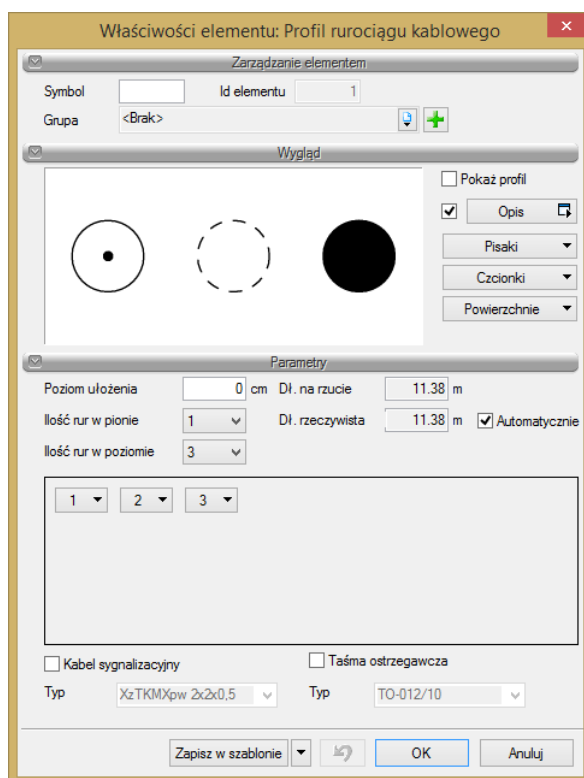 Właściwości elementu: Profil rurociągu kablowego
Zarządzanie elementem
Symbol Id elementu 1
Grupa <Brak>
Wygląd
Pokaż profil
Opis
Pisaki
Czcionki
Powierzchnie
Parametry
Poziom ułożenia 0 cm Dł. na rzucie 11.38 m
Ilość rur w pionie 1 Dł. rzeczywista 11.38 m Automatycznie
Ilość rur w poziomie 3
1 2 3
Kabel sygnalizacyjny Taśma ostrzegawcza
Typ XzTKMXpw 2x2x0,5 Typ TO-012/10
Zapisz w szablonie OK Anuluj